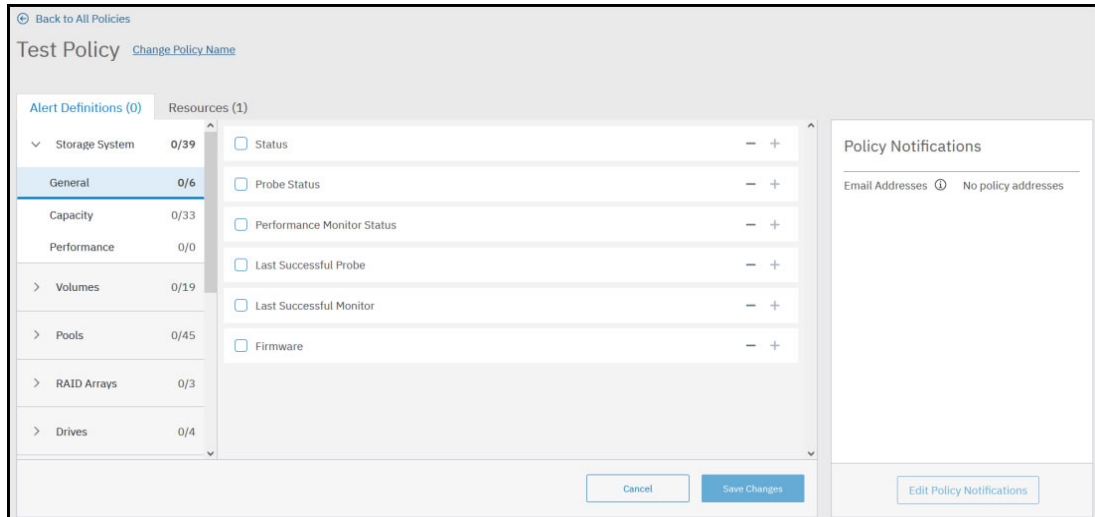 Back to All Policies
Test Policy Change Policy Name
Alert Definitions (0) Resources (1)
Storage System 0/39
General 0/6
Capacity 0/33
Performance 0/0
Volumes 0/19
Pools 0/45
RAID Arrays 0/3
Drives 0/4
Status
Probe Status
Performance Monitor Status
Last Successful Probe
Last Successful Monitor
Firmware
Cancel Save Changes
Policy Notifications
Email Addresses No policy addresses
Edit Policy Notifications